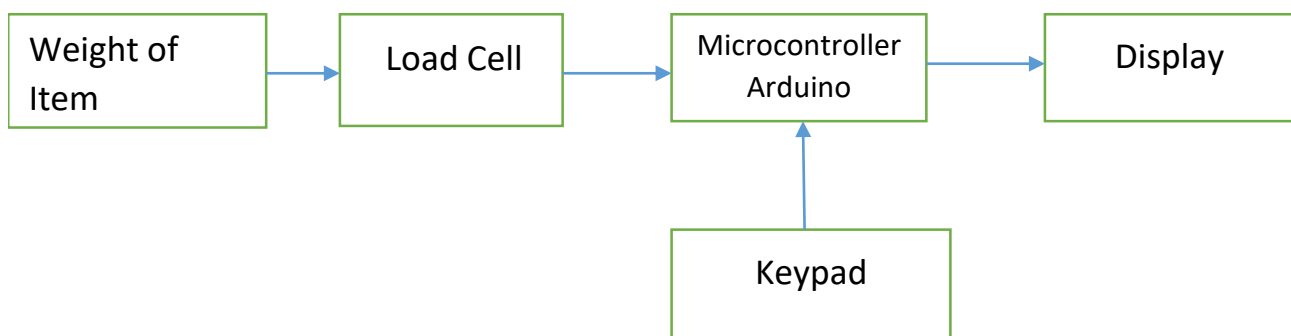 Weight of
Item
Load Cell
Microcontroller
Arduino
Display
Keypad